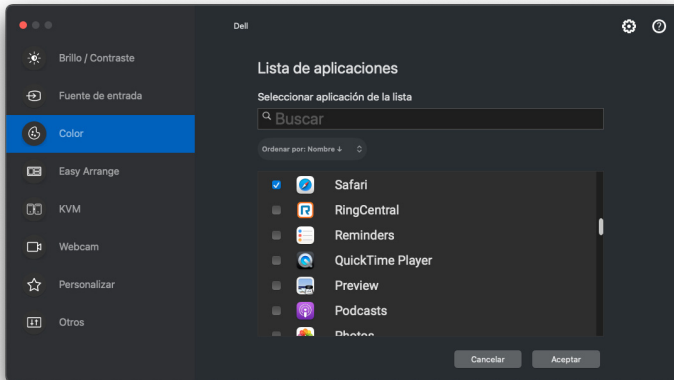 Dell
Brillo / Contraste
Fuente de entrada
Color
Easy Arrange
KVM
Webcam
Personalizar
Otros
Lista de aplicaciones
Seleccionar aplicación de la lista
Buscar
Ordenar por: Nombre ↓
Safari
RingCentral
Reminders
QuickTime Player
Preview
Podcasts
Photos
Cancelar
Aceptar